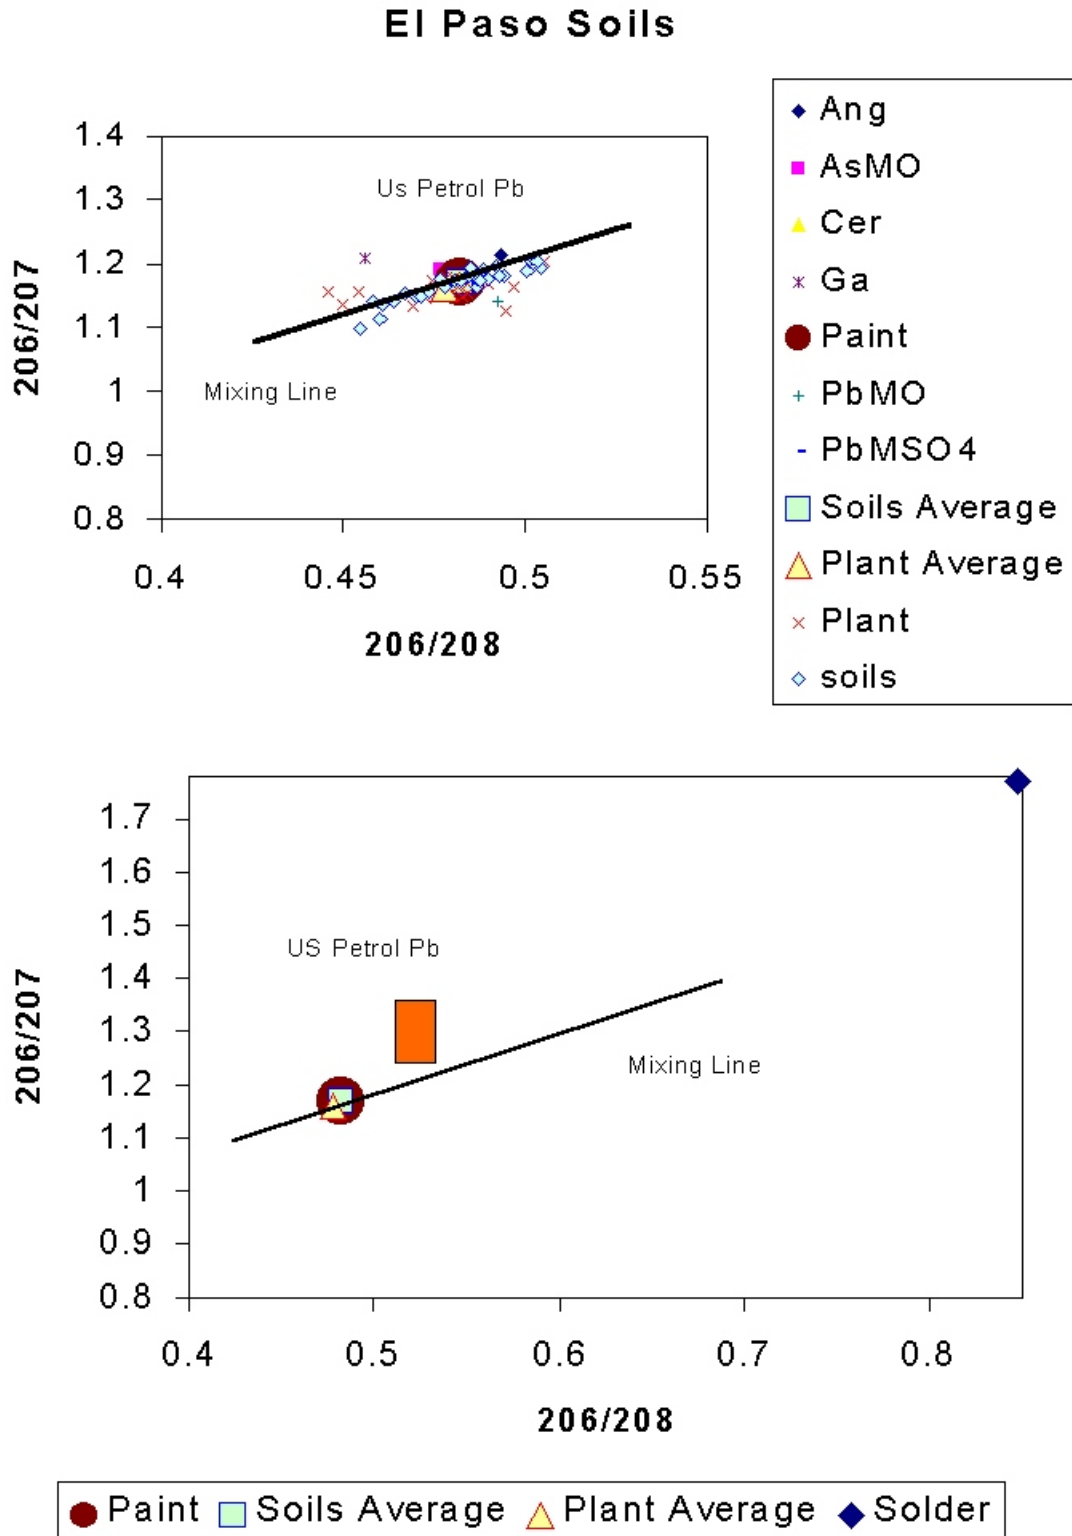 El Paso Soils
1.4
1.3
1.2
1.1
1
0.9
0.8
206/207
Us Petrol Pb
Mixing Line
0.4 0.45 0.5 0.55
206/208
Ang
AsMO
Cer
Ga
Paint
PbMO
PbMSO4
Soils Average
Plant Average
Plant
soils
1.7
1.6
1.5
1.4
1.3
1.2
1.1
1
0.9
0.8
206/207
US Petrol Pb
Mixing Line
0.4 0.5 0.6 0.7 0.8
206/208
Paint Soils Average Plant Average Solder